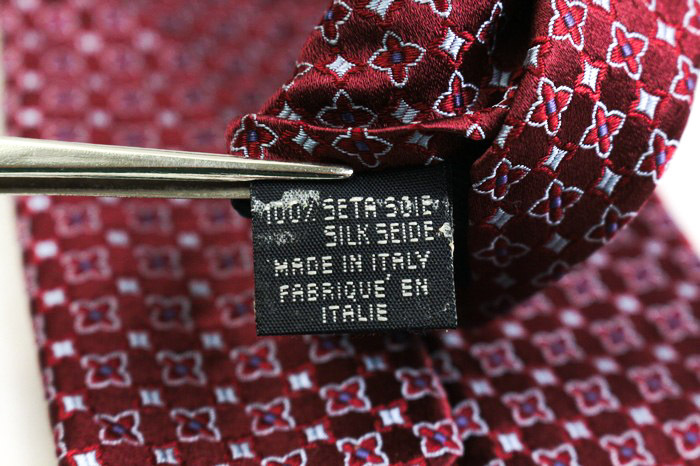 100% SETA SOIE
SILK SEIDE
MADE IN ITALY
FABRIQUÉ EN
ITALIE